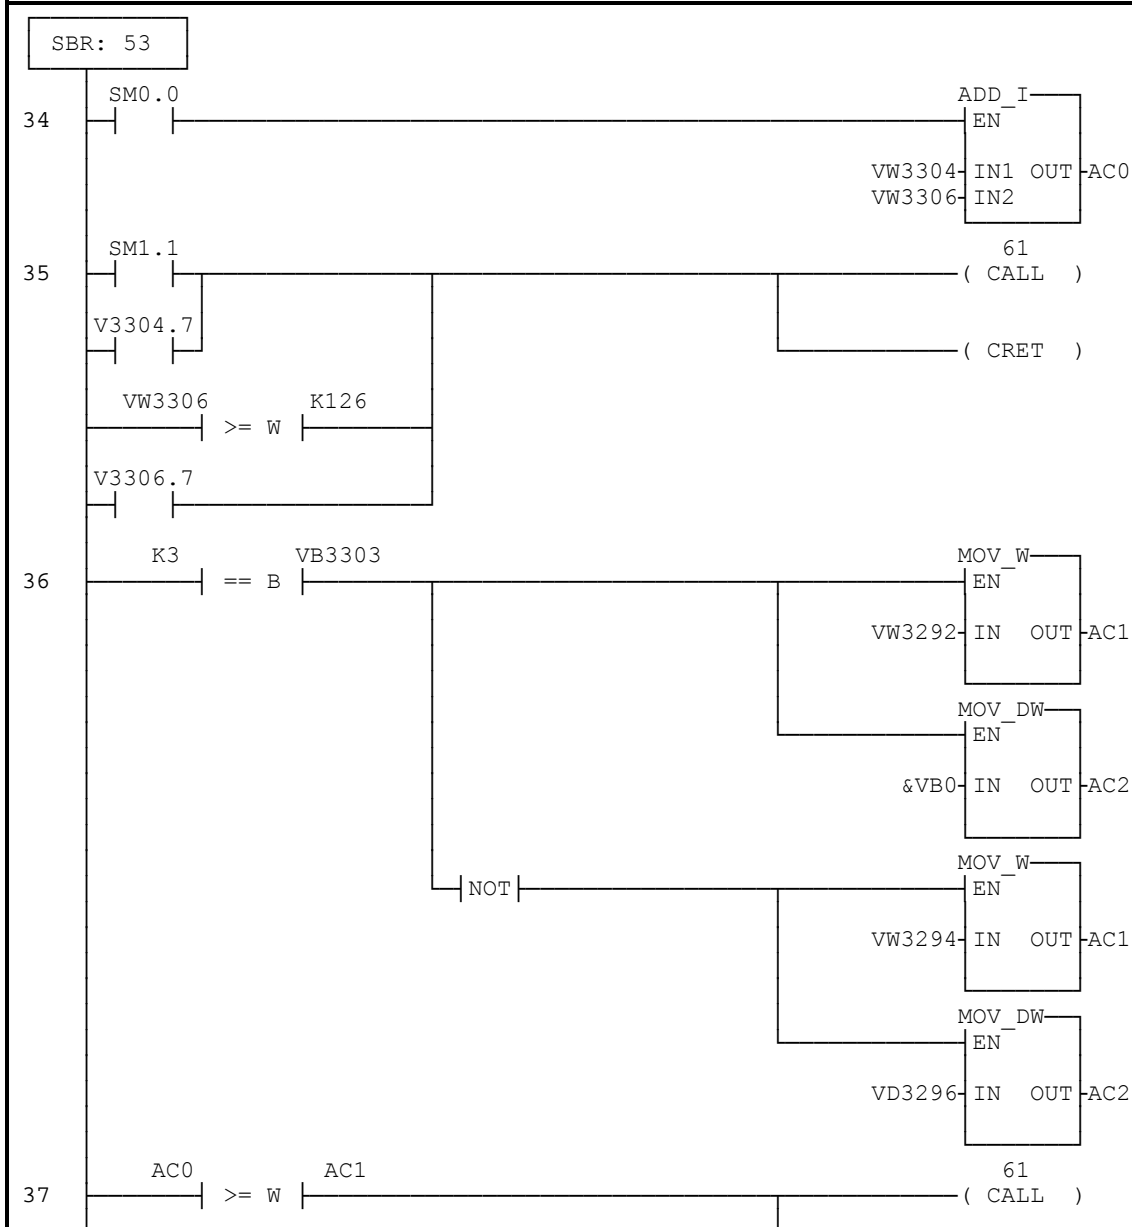 SBR: 53
SM0.0 ADD_I
34 EN
VW3304 IN1 OUT AC0
VW3306 IN2
SM1.1 61
35 ( CALL )
V3304.7
( CRET )
VW3306 K126
>= W
V3306.7
K3 VB3303 MOV_W
36 == B EN
VW3292 IN OUT AC1
MOV_DW
EN
&VB0 IN OUT AC2
MOV_W
NOT EN
VW3294 IN OUT AC1
MOV_DW
EN
VD3296 IN OUT AC2
AC0 AC1 61
37 >= W ( CALL )